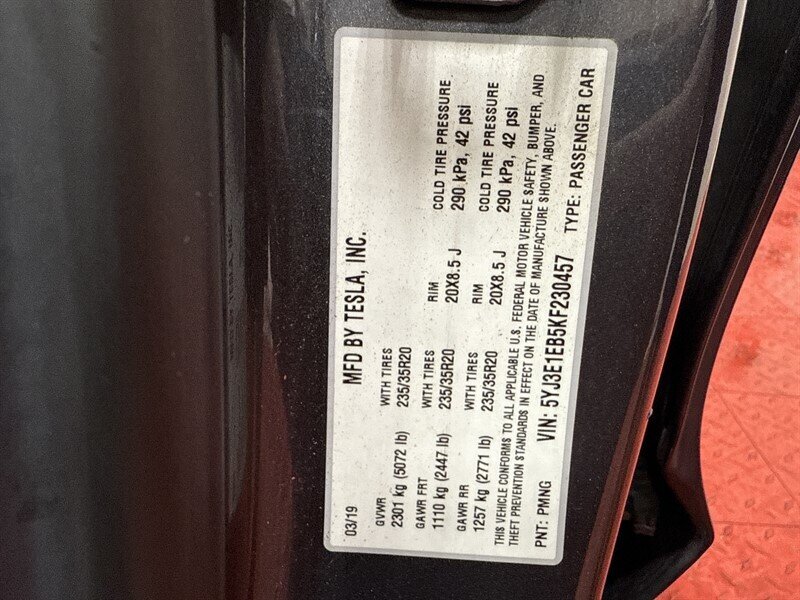 MFD BY TESLA, INC.
03/19
GVWR WITH TIRES
2301 kg (5072 lb) 235/35R20
GAWR FRT WITH TIRES RIM COLD TIRE PRESSURE
1110 kg (2447 lb) 235/35R20 20X8.5 J 290 kPa, 42 psi
GAWR RR WITH TIRES RIM COLD TIRE PRESSURE
1257 kg (2771 lb) 235/35R20 20X8.5 J 290 kPa, 42 psi
THIS VEHICLE CONFORMS TO ALL APPLICABLE U.S. FEDERAL MOTOR VEHICLE SAFETY, BUMPER, AND
THEFT PREVENTION STANDARDS IN EFFECT ON THE DATE OF MANUFACTURE SHOWN ABOVE.
PNT: PMNG VIN: 5YJ3E1EB5KF230457 TYPE: PASSENGER CAR